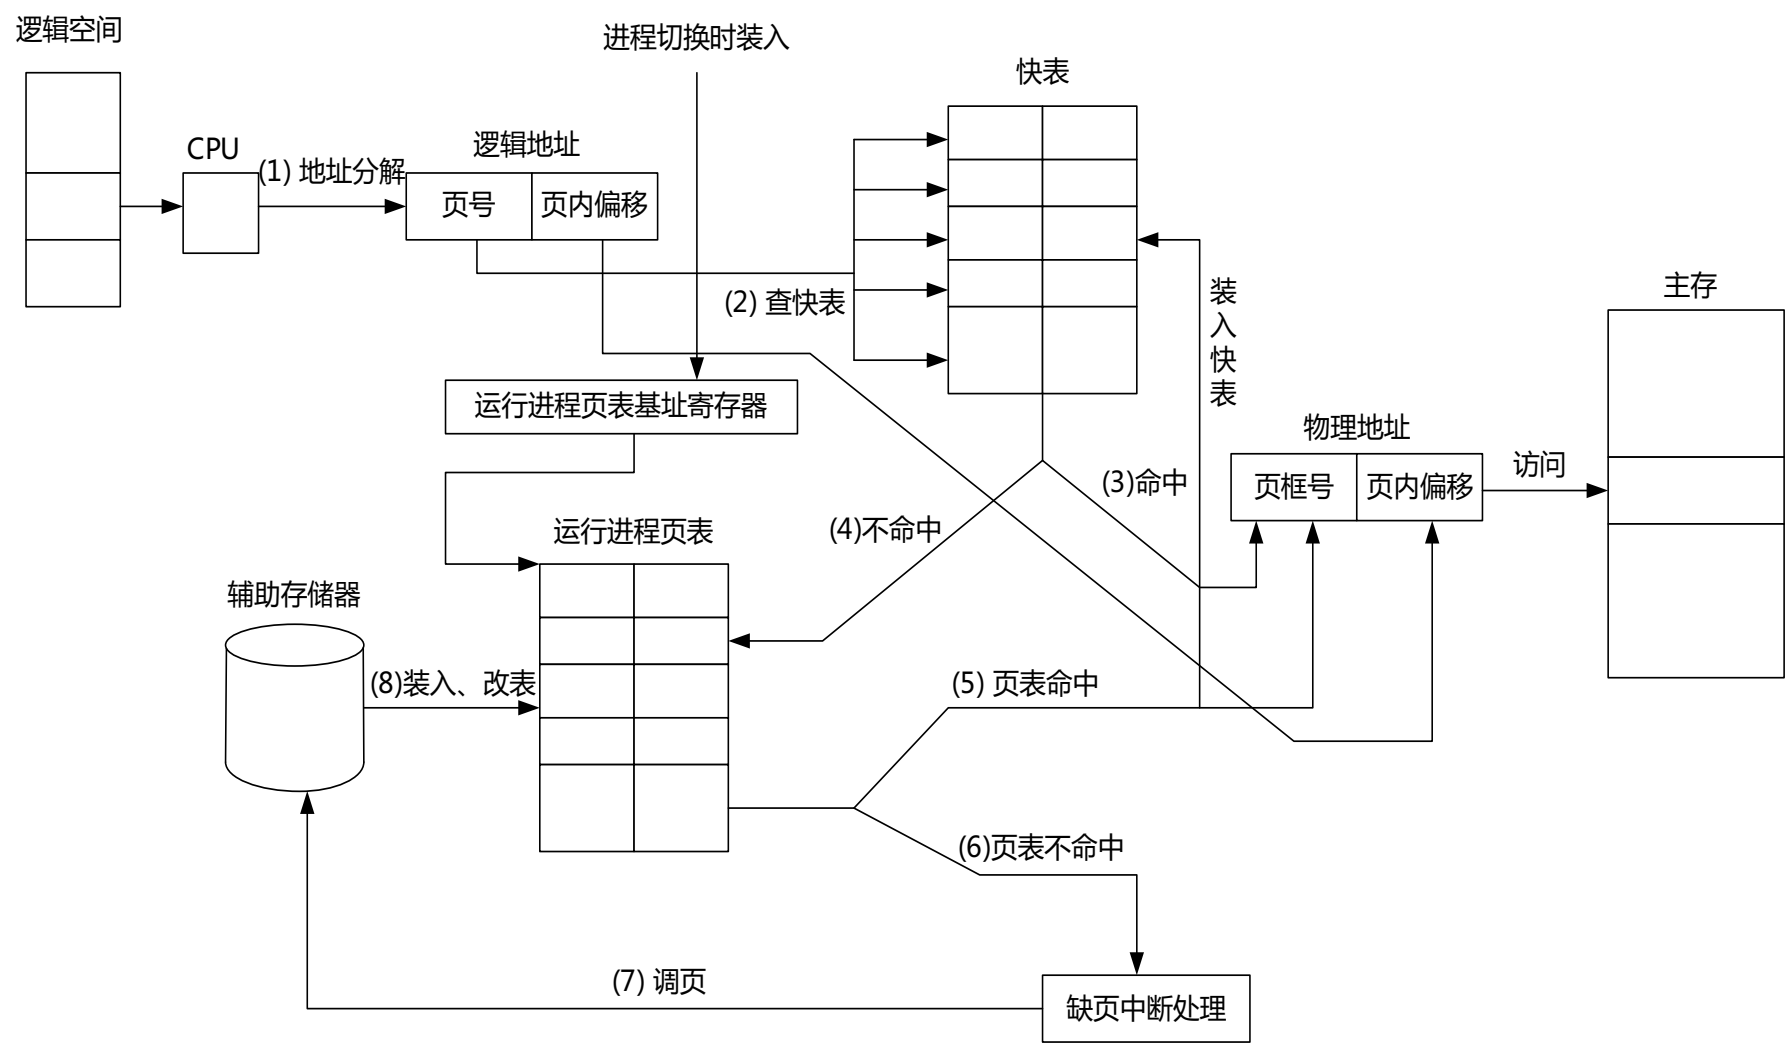 逻辑空间
进程切换时装入
快表
CPU
(1) 地址分解
逻辑地址
页号
页内偏移
(2) 查快表
装入快表
主存
运行进程页表基址寄存器
物理地址
页框号
页内偏移
访问
(3)命中
(4)不命中
运行进程页表
辅助存储器
(8)装入、改表
(5) 页表命中
(6)页表不命中
(7) 调页
缺页中断处理